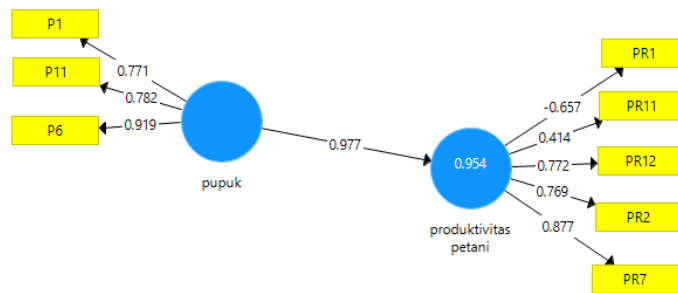 P1
P11
P6
0.771
0.782
0.919
pupuk
0.977
0.954
produktivitas
petani
-0.657
0.414
0.772
0.769
0.877
PR1
PR11
PR12
PR2
PR7